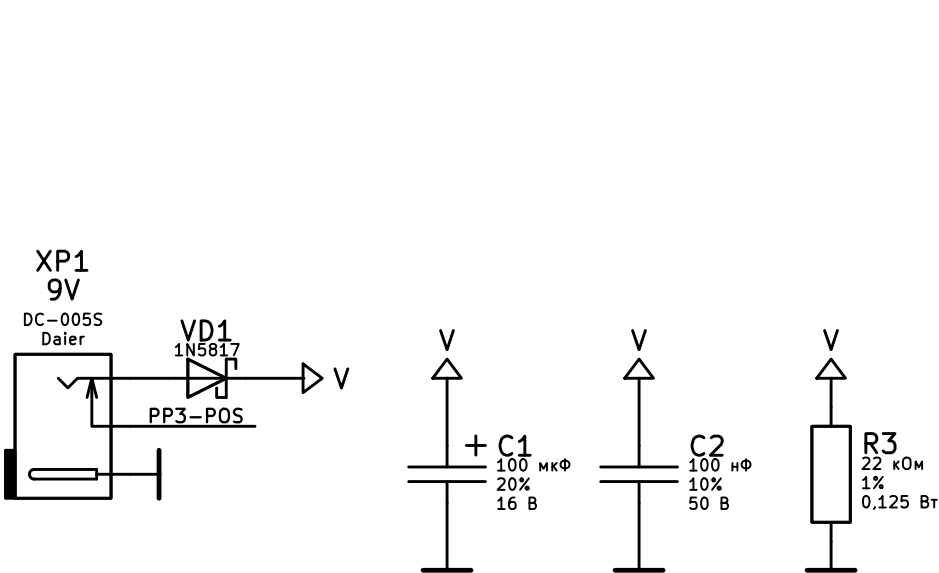 XP1
9V
DC-005S
Daier
VD1
1N5817
V
PP3-POS
V
+ C1
100 мкФ
20%
16 В
V
C2
100 нФ
10%
50 В
V
R3
22 кОм
1%
0,125 Вт